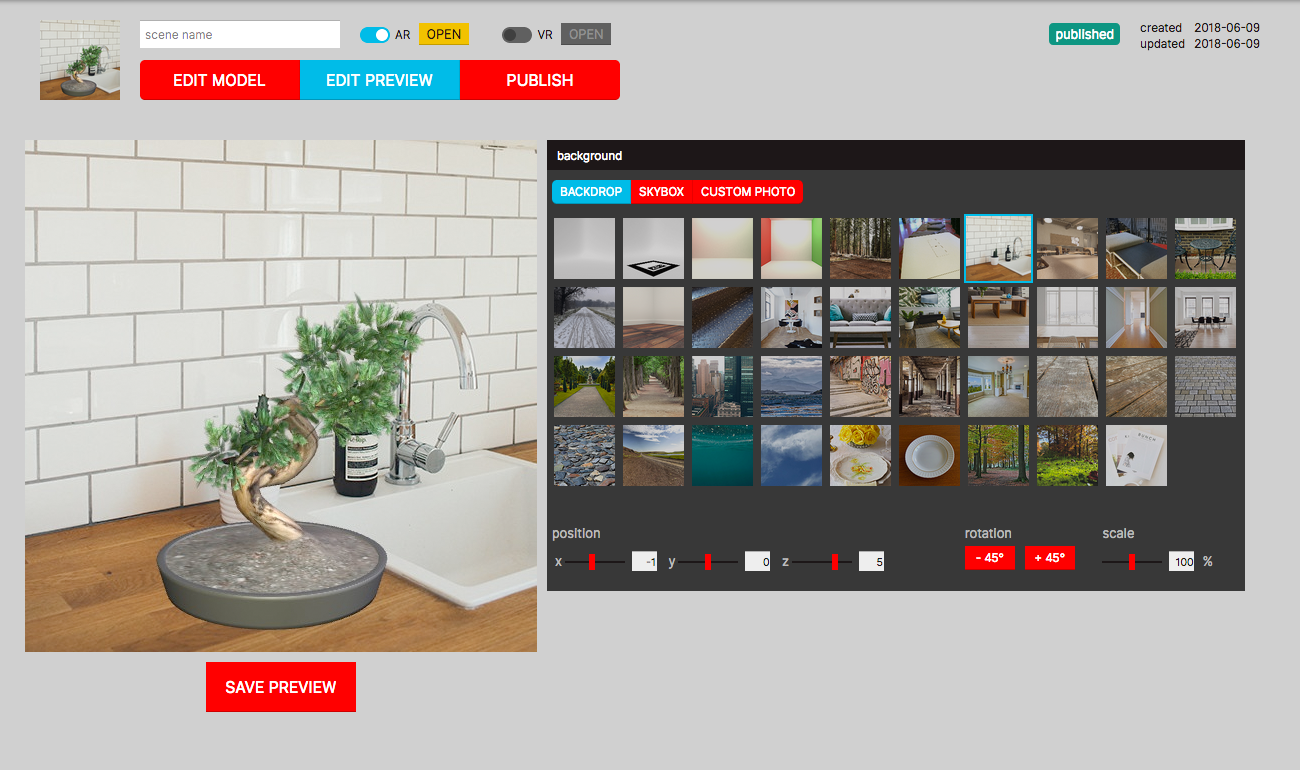 scene name
AR OPEN VR OPEN
published
created 2018-06-09
updated 2018-06-09
EDIT MODEL EDIT PREVIEW PUBLISH
background
BACKDROP SKYBOX CUSTOM PHOTO
Aesop.
position
x -1 y 0 z 5
rotation
- 45° + 45°
scale
100 %
SAVE PREVIEW